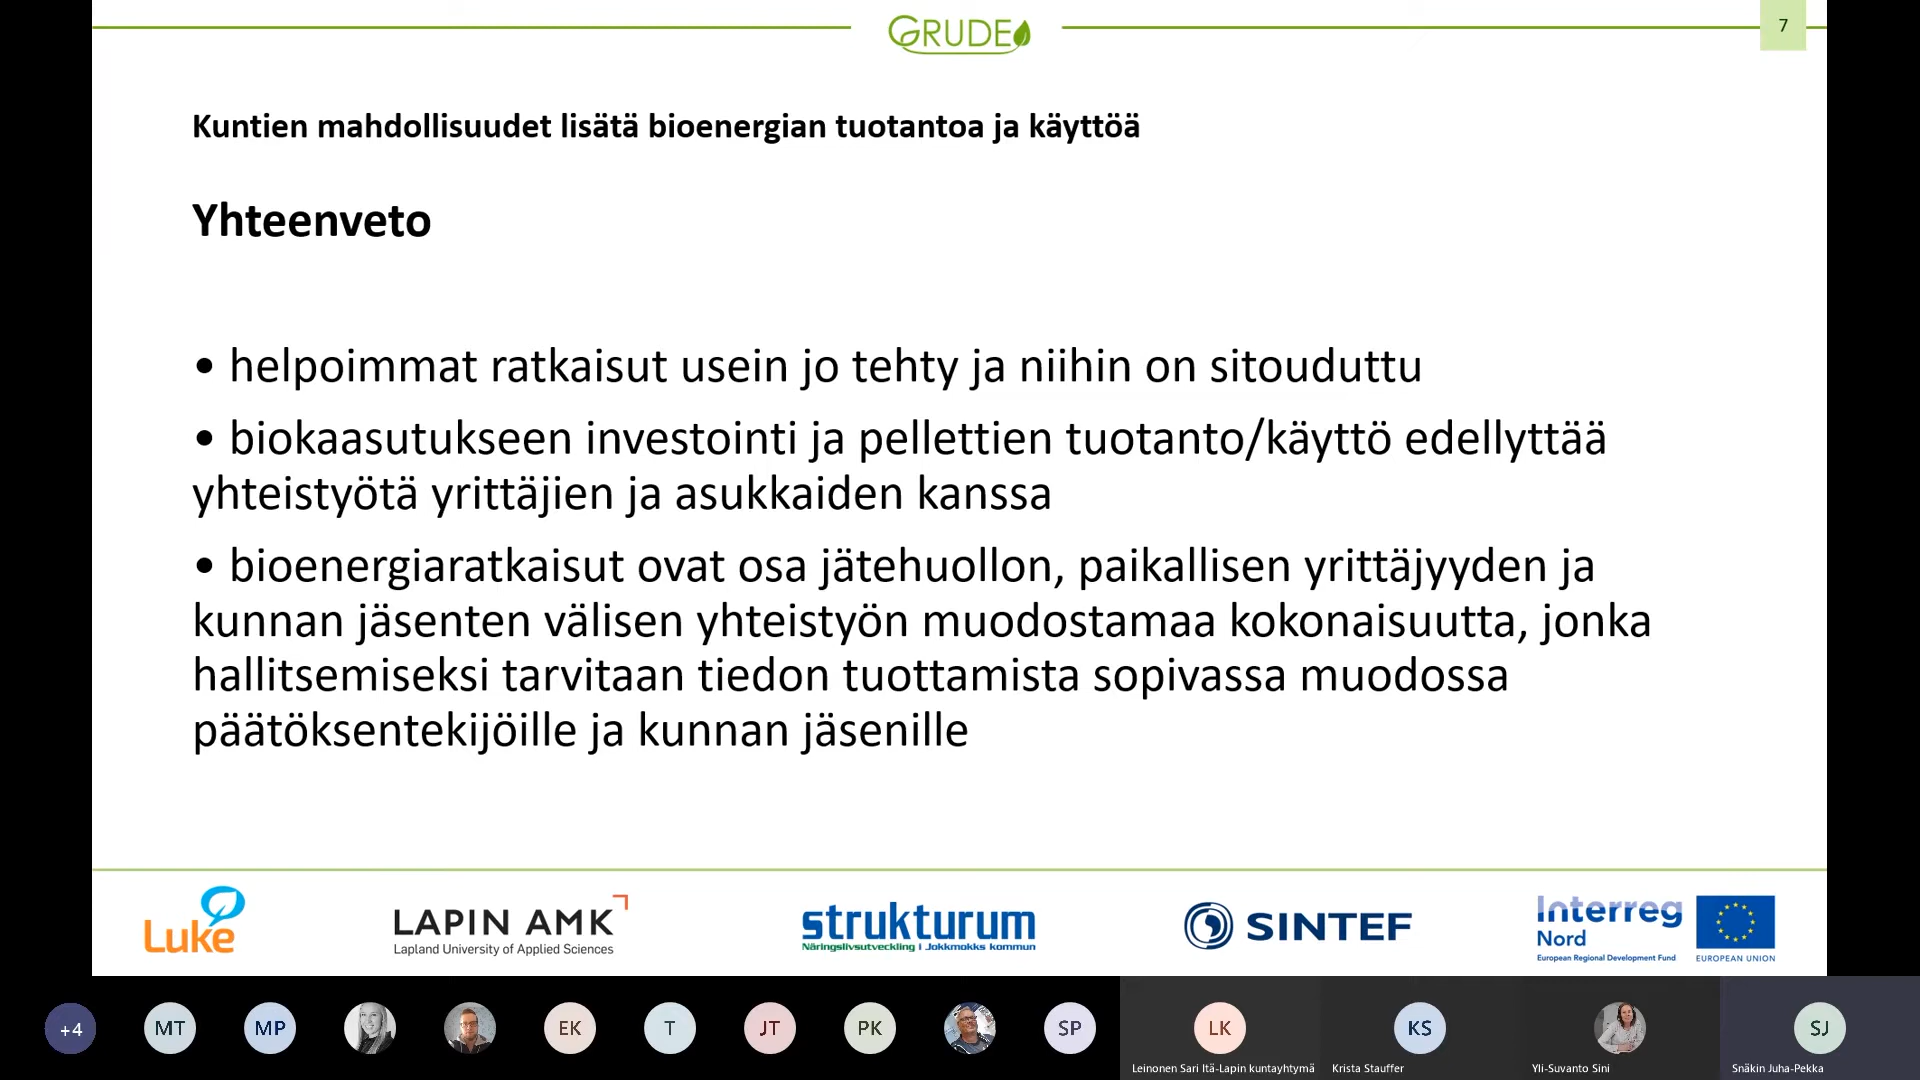 GRUDE
7
Kuntien mahdollisuudet lisätä bioenergian tuotantoa ja käyttöä
Yhteenveto
• helpoimmat ratkaisut usein jo tehty ja niihin on sitouduttu
• biokaasutukseen investointi ja pellettien tuotanto/käyttö edellyttää
yhteistyötä yrittäjien ja asukkaiden kanssa
• bioenergiaratkaisut ovat osa jätehuollon, paikallisen yrittäjyyden ja
kunnan jäsenten välisen yhteistyön muodostamaa kokonaisuutta, jonka
hallitsemiseksi tarvitaan tiedon tuottamista sopivassa muodossa
päätöksentekijöille ja kunnan jäsenille
Luke
LAPIN AMK
Lapland University of Applied Sciences
strukturum
Näringslivsutveckling i Jokkmokks kommun
SINTEF
Interreg
Nord
European Regional Development Fund
EUROPEAN UNION
+4
MT
MP
EK
T
JT
PK
SP
LK
KS
SJ
Leinonen Sari Itä-Lapin kuntayhtymä
Krista Stauffer
Yli-Suvanto Sini
Snäkin Juha-Pekka